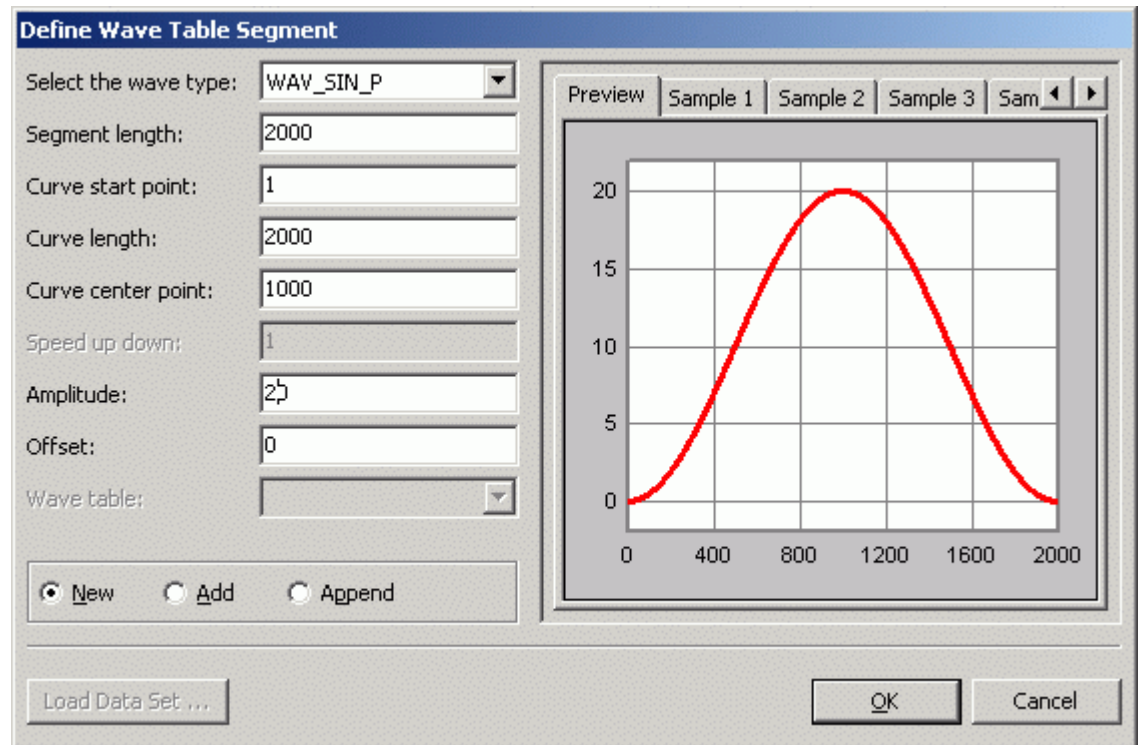 Define Wave Table Segment
Select the wave type: WAV_SIN_P
Segment length: 2000
Curve start point: 1
Curve length: 2000
Curve center point: 1000
Speed up down: 1
Amplitude:
Offset: 0
Wave table:
New Add Append
Load Data Set ...
Preview Sample 1 Sample 2 Sample 3 Sam
20
15
10
5
0
0 400 800 1200 1600 2000
OK Cancel